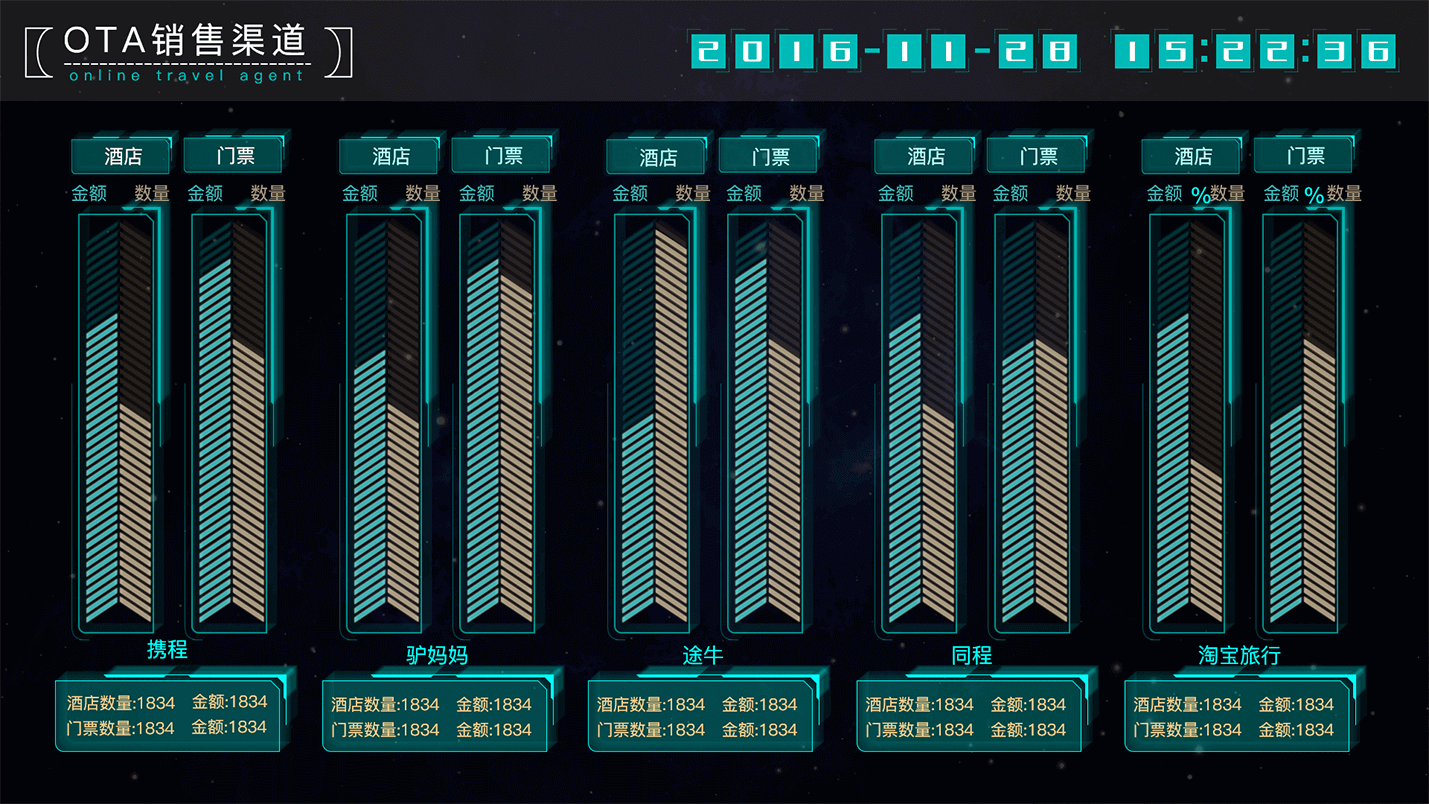 OTA销售渠道
online travel agent
2016-11-28 15:22:36
酒店 门票 酒店 门票 酒店 门票 酒店 门票 酒店 门票
金额 数量 金额 数量 金额 数量 金额 数量 金额 数量 金额 数量 金额 数量 金额 数量 金额 % 数量 金额 % 数量
携程 驴妈妈 途牛 同程 淘宝旅行
酒店数量:1834 金额:1834 酒店数量:1834 金额:1834 酒店数量:1834 金额:1834 酒店数量:1834 金额:1834 酒店数量:1834 金额:1834
门票数量:1834 金额:1834 门票数量:1834 金额:1834 门票数量:1834 金额:1834 门票数量:1834 金额:1834 门票数量:1834 金额:1834